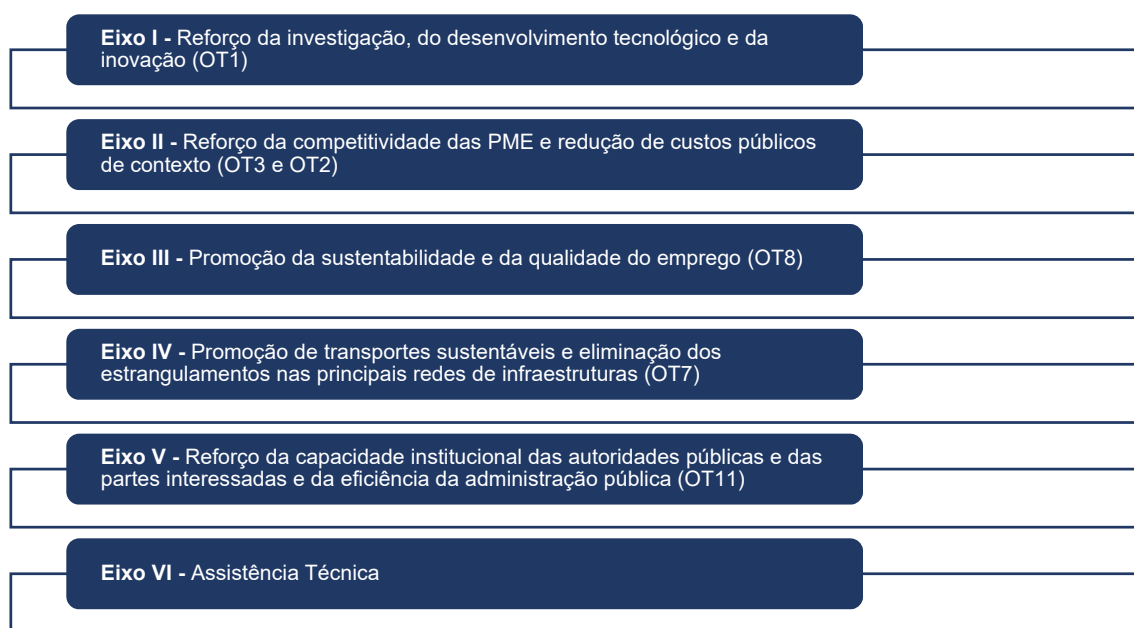 Eixo I - Reforço da investigação, do desenvolvimento tecnológico e da
inovação (OT1)
Eixo II - Reforço da competitividade das PME e redução de custos públicos
de contexto (OT3 e OT2)
Eixo III - Promoção da sustentabilidade e da qualidade do emprego (OT8)
Eixo IV - Promoção de transportes sustentáveis e eliminação dos
estrangulamentos nas principais redes de infraestruturas (OT7)
Eixo V - Reforço da capacidade institucional das autoridades públicas e das
partes interessadas e da eficiência da administração pública (OT11)
Eixo VI - Assistência Técnica